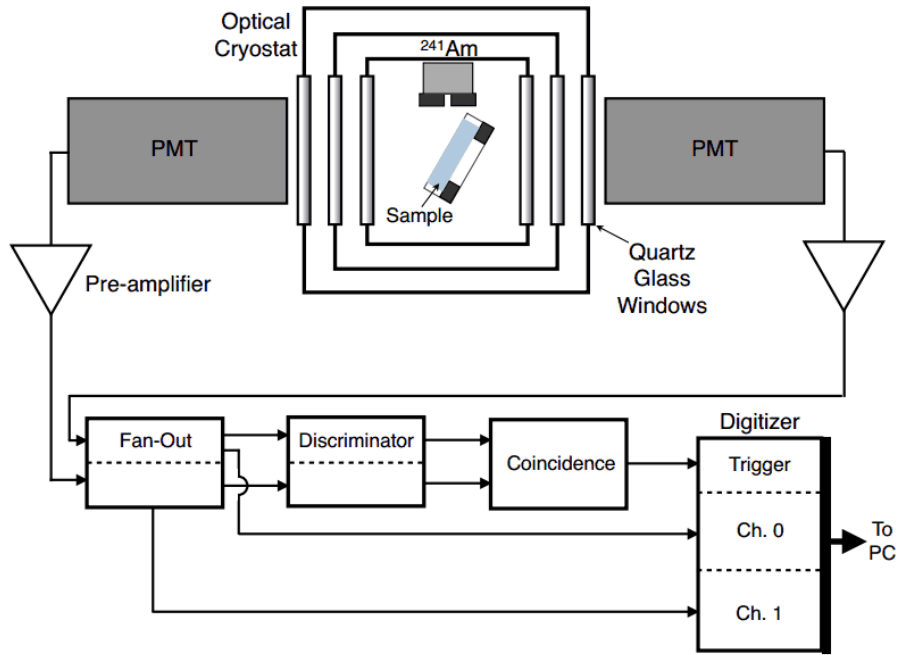 Optical
Cryostat
²⁴¹Am
PMT
PMT
Sample
Quartz
Glass
Windows
Pre-amplifier
Digitizer
Fan-Out
Discriminator
Coincidence
Trigger
Ch. 0
To
PC
Ch. 1